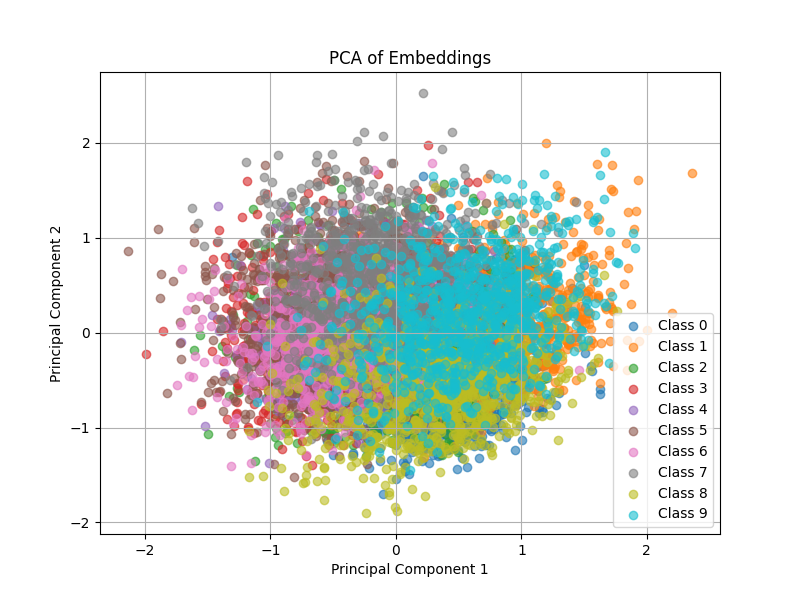 PCA of Embeddings
Principal Component 2
2
1
0
−1
−2
−2
−1
0
1
2
Principal Component 1
Class 0
Class 1
Class 2
Class 3
Class 4
Class 5
Class 6
Class 7
Class 8
Class 9